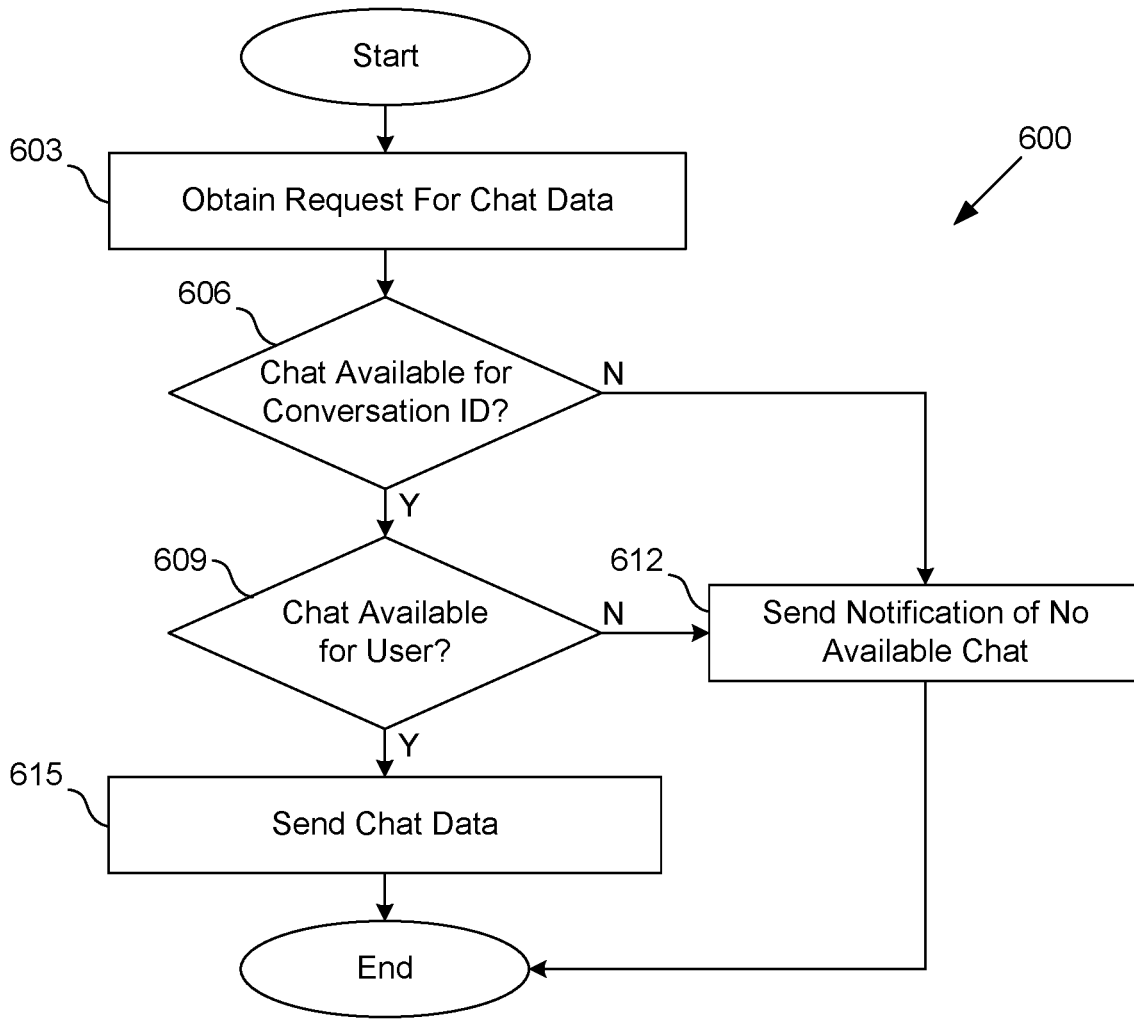 Start
603
600
Obtain Request For Chat Data
606
Chat Available for
Conversation ID?
N
Y
609
612
Chat Available
for User?
N
Send Notification of No
Available Chat
Y
615
Send Chat Data
End